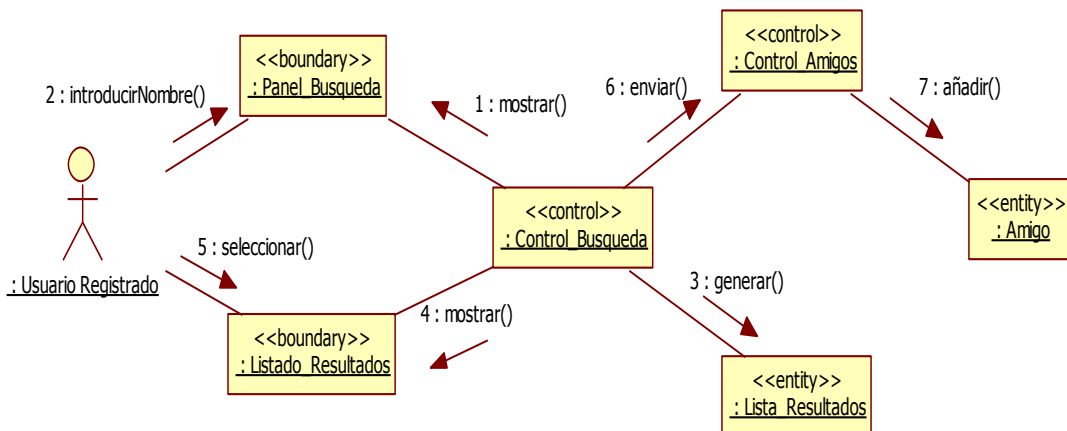 <<control>>
: Control_Amigos
<<boundary>>
: Panel_Busqueda
2 : introducirNombre()
1 : mostrar()
6 : enviar()
7 : añadir()
<<control>>
: Control_Busqueda
<<entity>>
: Amigo
5 : seleccionar()
: Usuario Registrado
3 : generar()
4 : mostrar()
<<boundary>>
: Listado_Resultados
<<entity>>
: Lista_Resultados